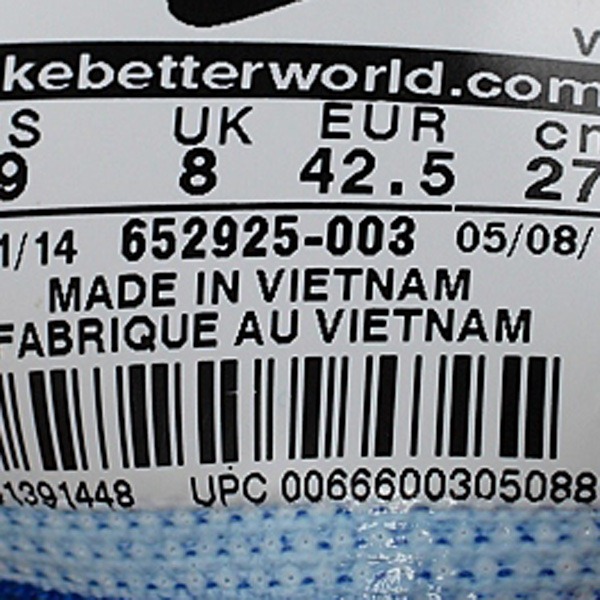 V
kebetterworld.com
S UK EUR cm
9 8 42.5 27
1/14 652925-003 05/08/
MADE IN VIETNAM
FABRIQUE AU VIETNAM
1391448 UPC 0066600305088